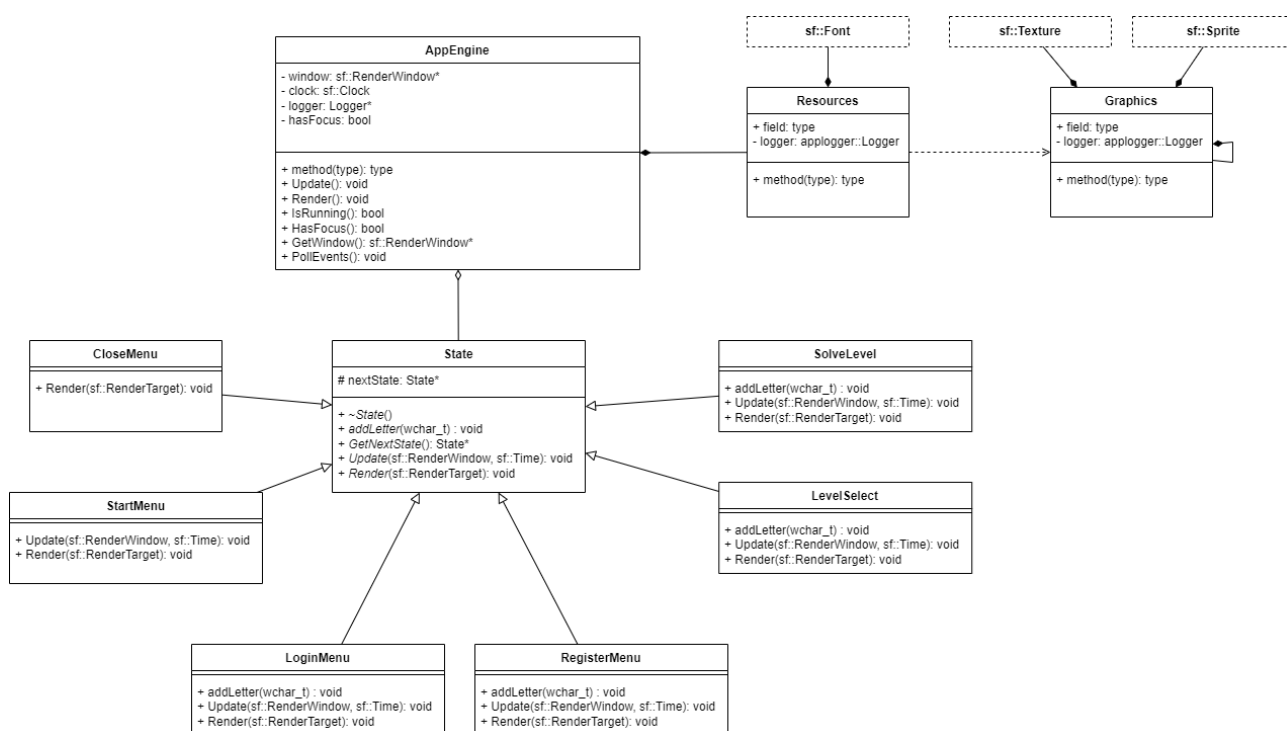 AppEngine
- window: sf::RenderWindow*
- clock: sf::Clock
- logger: Logger*
- hasFocus: bool
+ method(type): type
+ Update(): void
+ Render(): void
+ IsRunning(): bool
+ HasFocus(): bool
+ GetWindow(): sf::RenderWindow*
+ PollEvents(): void
sf::Font
sf::Texture
sf::Sprite
Resources
+ field: type
- logger: applogger::Logger
+ method(type): type
Graphics
+ field: type
- logger: applogger::Logger
+ method(type): type
CloseMenu
+ Render(sf::RenderTarget): void
State
# nextState: State*
+ ~State()
+ addLetter(wchar_t) : void
+ GetNextState(): State*
+ Update(sf::RenderWindow, sf::Time): void
+ Render(sf::RenderTarget): void
SolveLevel
+ addLetter(wchar_t) : void
+ Update(sf::RenderWindow, sf::Time): void
+ Render(sf::RenderTarget): void
StartMenu
+ Update(sf::RenderWindow, sf::Time): void
+ Render(sf::RenderTarget): void
LevelSelect
+ addLetter(wchar_t) : void
+ Update(sf::RenderWindow, sf::Time): void
+ Render(sf::RenderTarget): void
LoginMenu
+ addLetter(wchar_t) : void
+ Update(sf::RenderWindow, sf::Time): void
+ Render(sf::RenderTarget): void
RegisterMenu
+ addLetter(wchar_t) : void
+ Update(sf::RenderWindow, sf::Time): void
+ Render(sf::RenderTarget): void